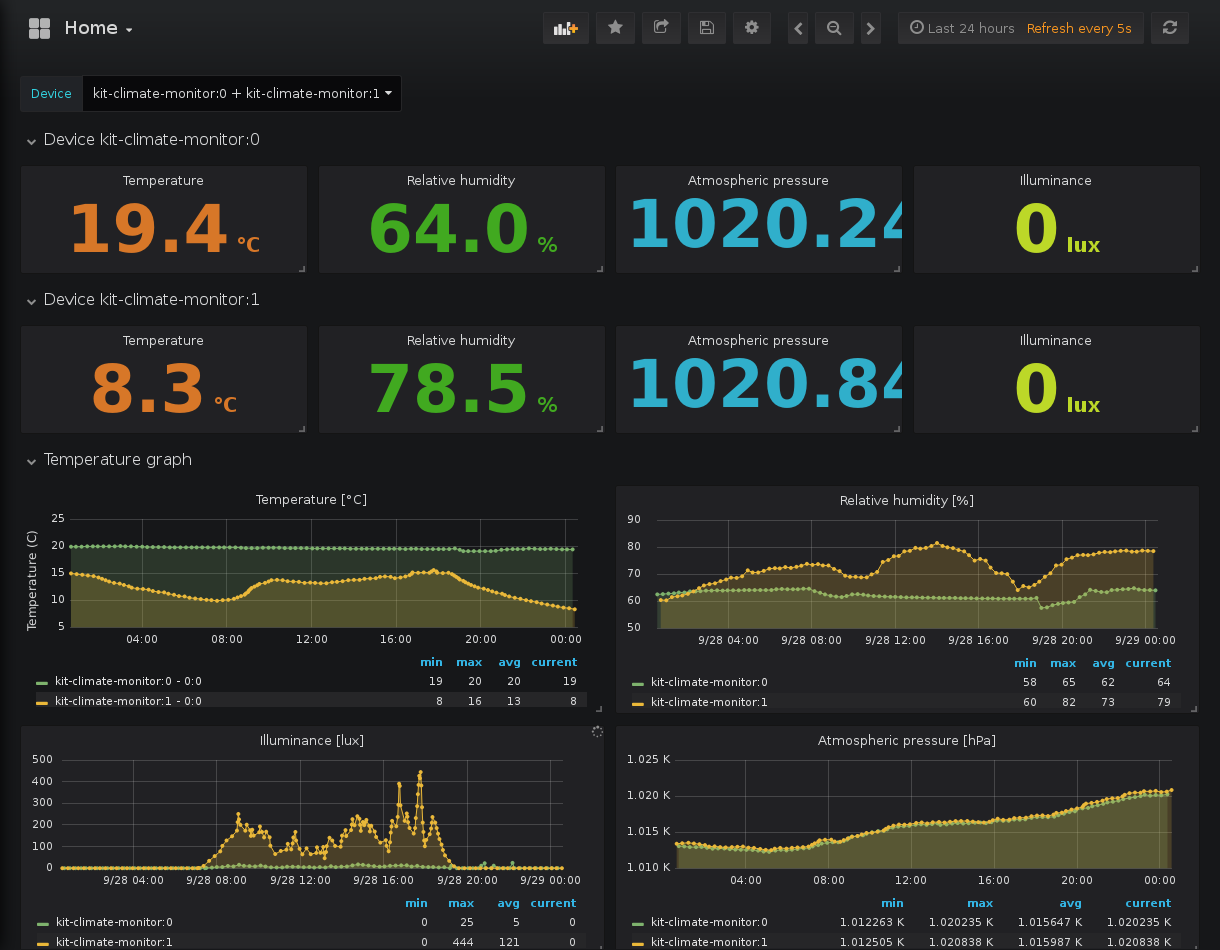 Home
Last 24 hours Refresh every 5s
Device kit-climate-monitor:0 + kit-climate-monitor:1
Device kit-climate-monitor:0
Temperature Relative humidity Atmospheric pressure Illuminance
19.4 °C 64.0 % 1020.24 0 lux
Device kit-climate-monitor:1
Temperature Relative humidity Atmospheric pressure Illuminance
8.3 °C 78.5 % 1020.84 0 lux
Temperature graph
Temperature [°C]
Temperature (C)
25
20
15
10
5
04:00 08:00 12:00 16:00 20:00 00:00
min max avg current
kit-climate-monitor:0 - 0:0 19 20 20 19
kit-climate-monitor:1 - 0:0 8 16 13 8
Relative humidity [%]
90
80
70
60
50
9/28 04:00 9/28 08:00 9/28 12:00 9/28 16:00 9/28 20:00 9/29 00:00
min max avg current
kit-climate-monitor:0 58 65 62 64
kit-climate-monitor:1 60 82 73 79
Illuminance [lux]
500
400
300
200
100
0
9/28 04:00 9/28 08:00 9/28 12:00 9/28 16:00 9/28 20:00 9/29 00:00
min max avg current
kit-climate-monitor:0 0 25 5 0
kit-climate-monitor:1 0 444 121 0
Atmospheric pressure [hPa]
1.025 K
1.020 K
1.015 K
1.010 K
04:00 08:00 12:00 16:00 20:00 00:00
min max avg current
kit-climate-monitor:0 1.012263 K 1.020235 K 1.015647 K 1.020235 K
kit-climate-monitor:1 1.012505 K 1.020838 K 1.015987 K 1.020838 K